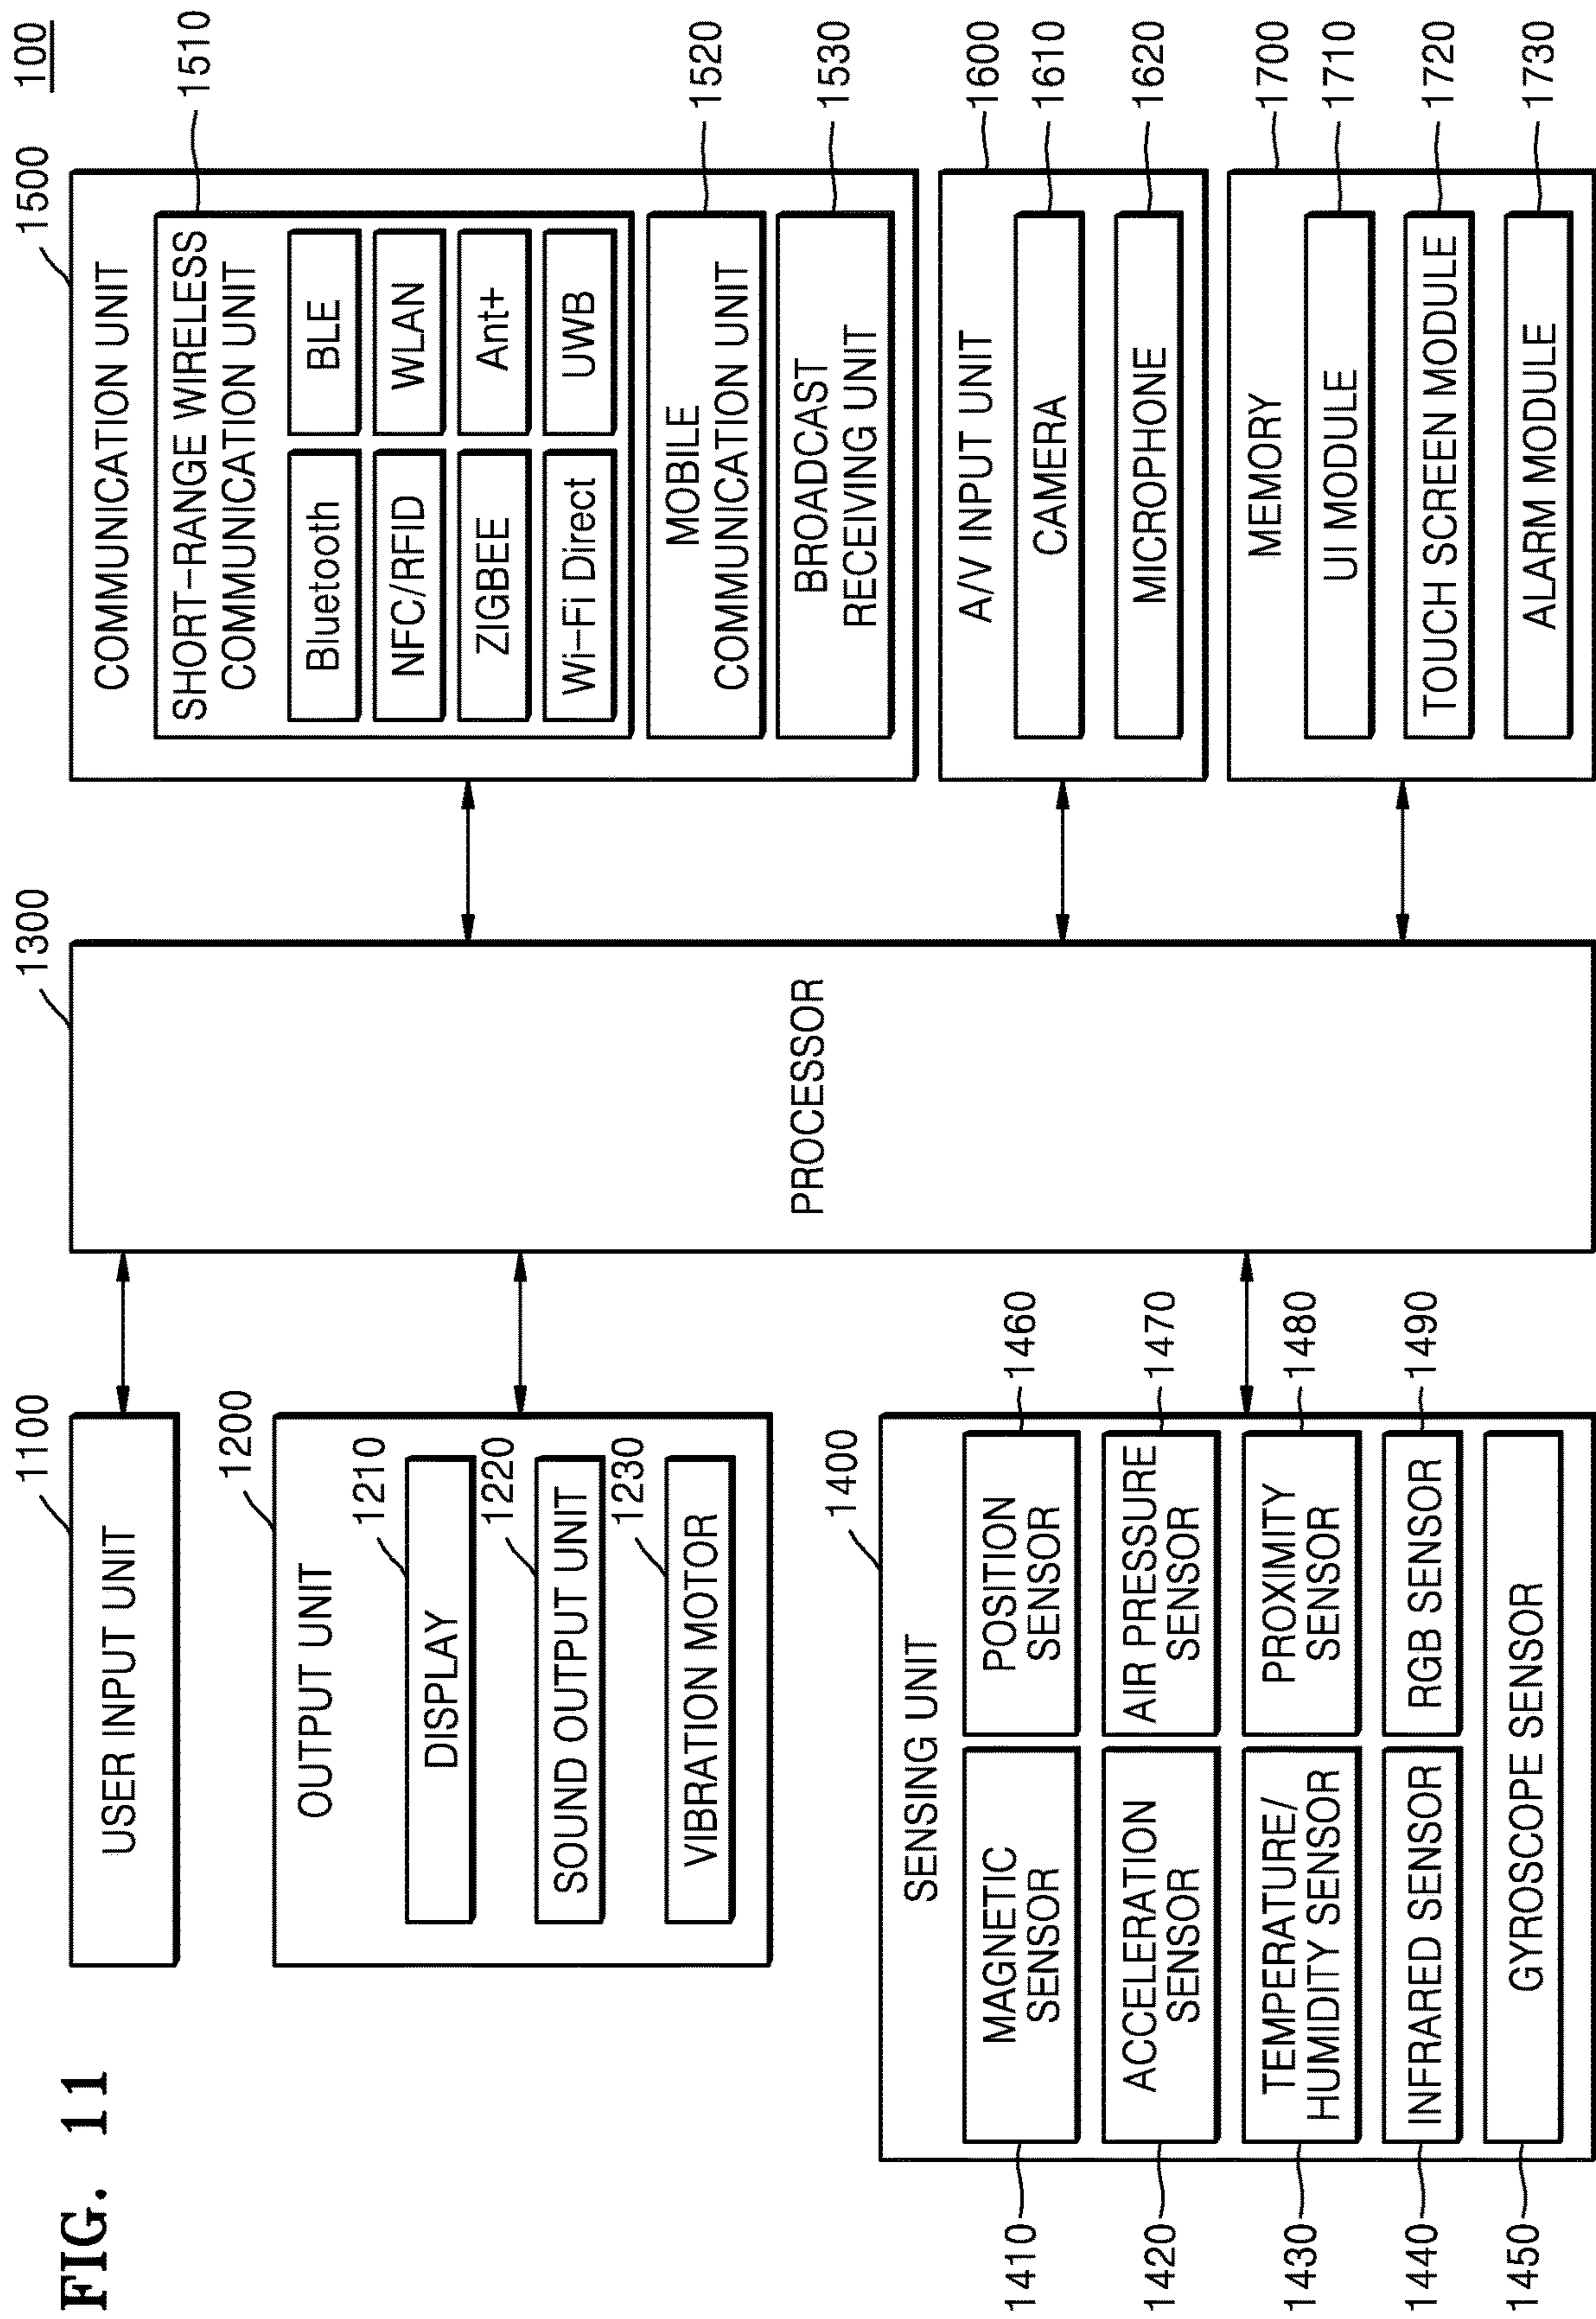 FIG. 11
100
1100
USER INPUT UNIT
1200
OUTPUT UNIT
1210
DISPLAY
1220
SOUND OUTPUT UNIT
1230
VIBRATION MOTOR
1400
SENSING UNIT
1410
MAGNETIC
SENSOR
POSITION
SENSOR
1460
1420
ACCELERATION
SENSOR
AIR PRESSURE
SENSOR
1470
1430
TEMPERATURE/
HUMIDITY SENSOR
PROXIMITY
SENSOR
1480
1440
INFRARED SENSOR
RGB SENSOR
1490
1450
GYROSCOPE SENSOR
1300
PROCESSOR
1500
COMMUNICATION UNIT
1510
SHORT-RANGE WIRELESS
COMMUNICATION UNIT
Bluetooth
BLE
NFC/RFID
WLAN
ZIGBEE
Ant+
Wi-Fi Direct
UWB
MOBILE
COMMUNICATION UNIT
1520
BROADCAST
RECEIVING UNIT
1530
1600
A/V INPUT UNIT
CAMERA
1610
MICROPHONE
1620
1700
MEMORY
UI MODULE
1710
TOUCH SCREEN MODULE
1720
ALARM MODULE
1730